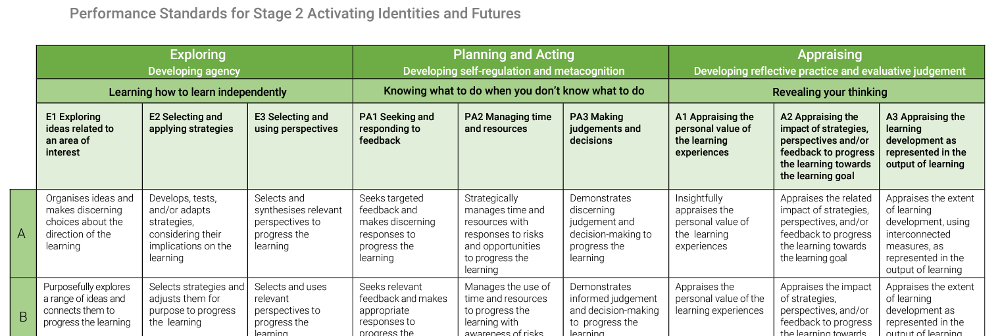 Performance Standards for Stage 2 Activating Identities and Futures
Exploring
Developing agency
Planning and Acting
Developing self-regulation and metacognition
Appraising
Developing reflective practice and evaluative judgement
Learning how to learn independently
Knowing what to do when you don’t know what to do
Revealing your thinking
E1 Exploring
ideas related to
an area of
interest
E2 Selecting and
applying strategies
E3 Selecting and
using perspectives
PA1 Seeking and
responding to
feedback
PA2 Managing time
and resources
PA3 Making
judgements and
decisions
A1 Appraising the
personal value of
the learning
experiences
A2 Appraising the
impact of strategies,
perspectives and/or
feedback to progress
the learning towards
the learning goal
A3 Appraising the
learning
development as
represented in the
output of learning
A
Organises ideas and
makes discerning
choices about the
direction of the
learning
Develops, tests,
and/or adapts
strategies,
considering their
implications on the
learning
Selects and
synthesises relevant
perspectives to
progress the
learning
Seeks targeted
feedback and
makes discerning
responses to
progress the
learning
Strategically
manages time and
resources with
responses to risks
and opportunities
to progress the
learning
Demonstrates
discerning
judgement and
decision-making to
progress the
learning
Insightfully
appraises the
personal value of
the learning
experiences
Appraises the related
impact of strategies,
perspectives, and/or
feedback to progress
the learning towards
the learning goal
Appraises the extent
of learning
development, using
interconnected
measures, as
represented in the
output of learning
B
Purposefully explores
a range of ideas and
connects them to
progress the learning
Selects strategies and
adjusts them for
purpose to progress
the learning
Selects and uses
relevant
perspectives to
progress the
learning
Seeks relevant
feedback and makes
appropriate
responses to
progress the
Manages the use of
time and resources
to progress the
learning with
awareness of risks
Demonstrates
informed judgement
and decision-making
to progress the
learning
Appraises the
personal value of the
learning experiences
Appraises the impact
of strategies,
perspectives, and/or
feedback to progress
the learning towards
Appraises the extent
of learning
development as
represented in the
output of learning